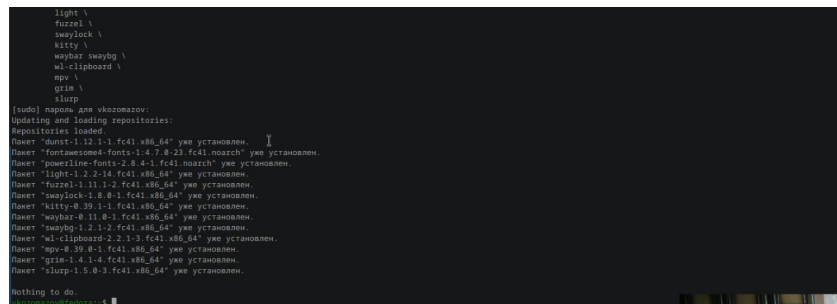 light \
fuzzel \
swaylock \
kitty \
waybar swaybg \
wl-clipboard \
mpv \
grim \
slurp
[sudo] пароль для vkozomazov:
Updating and loading repositories:
Repositories loaded.
Пакет "dunst-1.12.1-1.fc41.x86_64" уже установлен.
Пакет "fontawesome4-fonts-1:4.7.0-23.fc41.noarch" уже установлен.
Пакет "powerline-fonts-2.8.4-1.fc41.noarch" уже установлен.
Пакет "light-1.2.2-14.fc41.x86_64" уже установлен.
Пакет "fuzzel-1.11.1-2.fc41.x86_64" уже установлен.
Пакет "swaylock-1.8.0-1.fc41.x86_64" уже установлен.
Пакет "kitty-0.39.1-1.fc41.x86_64" уже установлен.
Пакет "waybar-0.11.0-1.fc41.x86_64" уже установлен.
Пакет "swaybg-1.2.1-2.fc41.x86_64" уже установлен.
Пакет "wl-clipboard-2.2.1-3.fc41.x86_64" уже установлен.
Пакет "mpv-0.39.0-1.fc41.x86_64" уже установлен.
Пакет "grim-1.4.1-4.fc41.x86_64" уже установлен.
Пакет "slurp-1.5.0-3.fc41.x86_64" уже установлен.
Nothing to do.
vkozomazov@fedora:~$